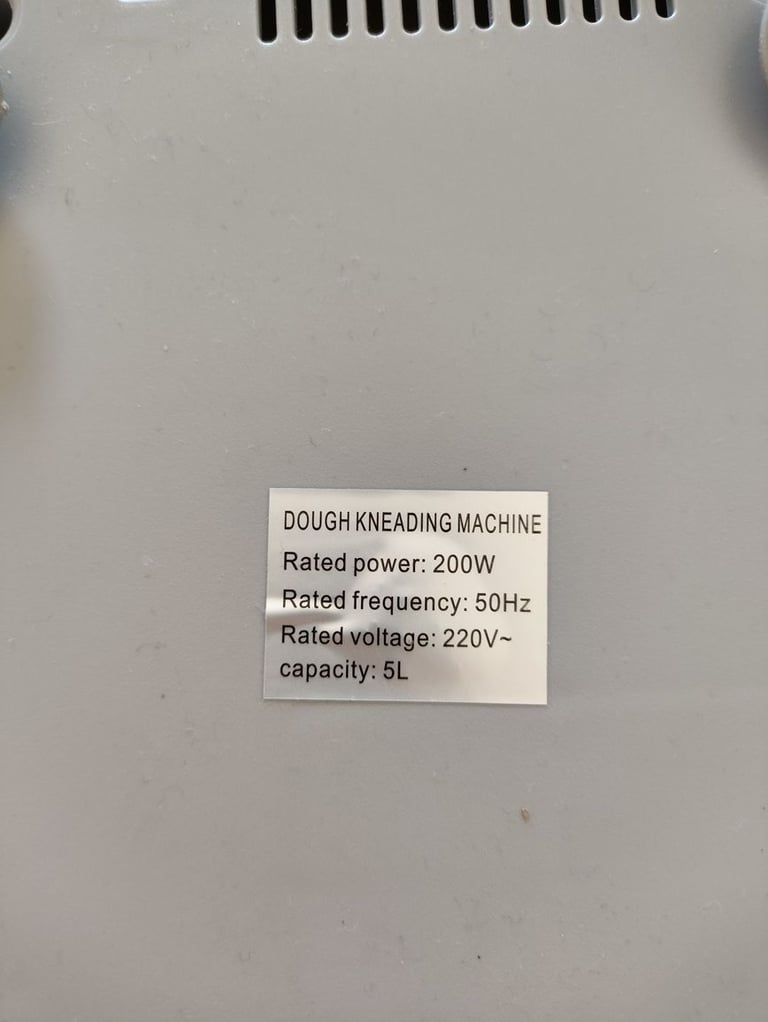 DOUGH KNEADING MACHINE
Rated power: 200W
Rated frequency: 50Hz
Rated voltage: 220V~
capacity: 5L